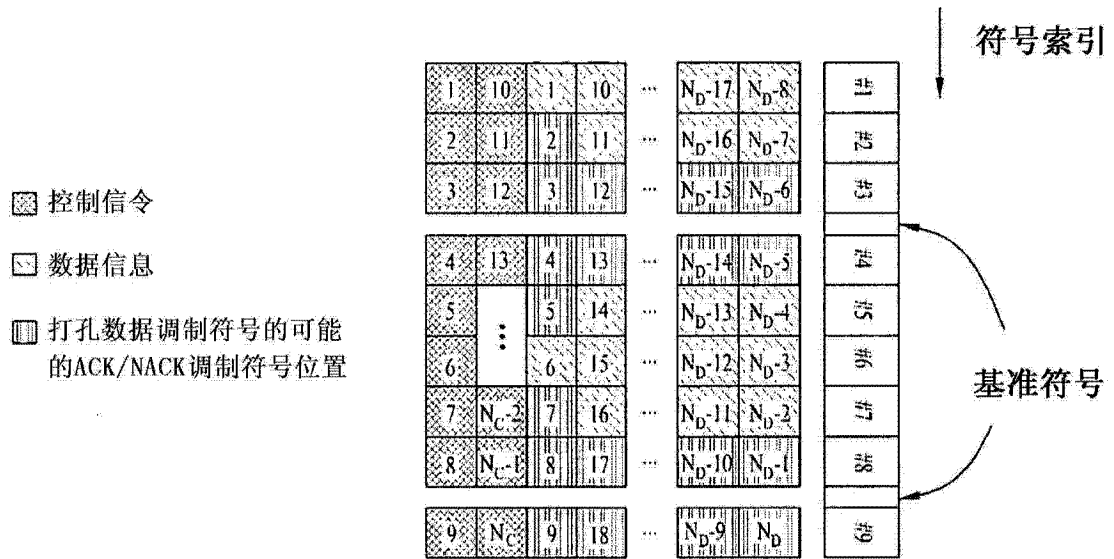 符号索引
1 10 1 10 ... N_D-17 N_D-8 #1
2 11 2 11 ... N_D-16 N_D-7 #2
3 12 3 12 ... N_D-15 N_D-6 #3
控制信令
4 13 4 13 ... N_D-14 N_D-5 #4
数据信息
5 ... 5 14 ... N_D-13 N_D-4 #5
打孔数据调制符号的可能
的ACK/NACK调制符号位置
6 6 15 ... N_D-12 N_D-3 #6
基准符号
7 N_C-2 7 16 ... N_D-11 N_D-2 #7
8 N_C-1 8 17 ... N_D-10 N_D-1 #8
9 N_C 9 18 ... N_D-9 N_D #9